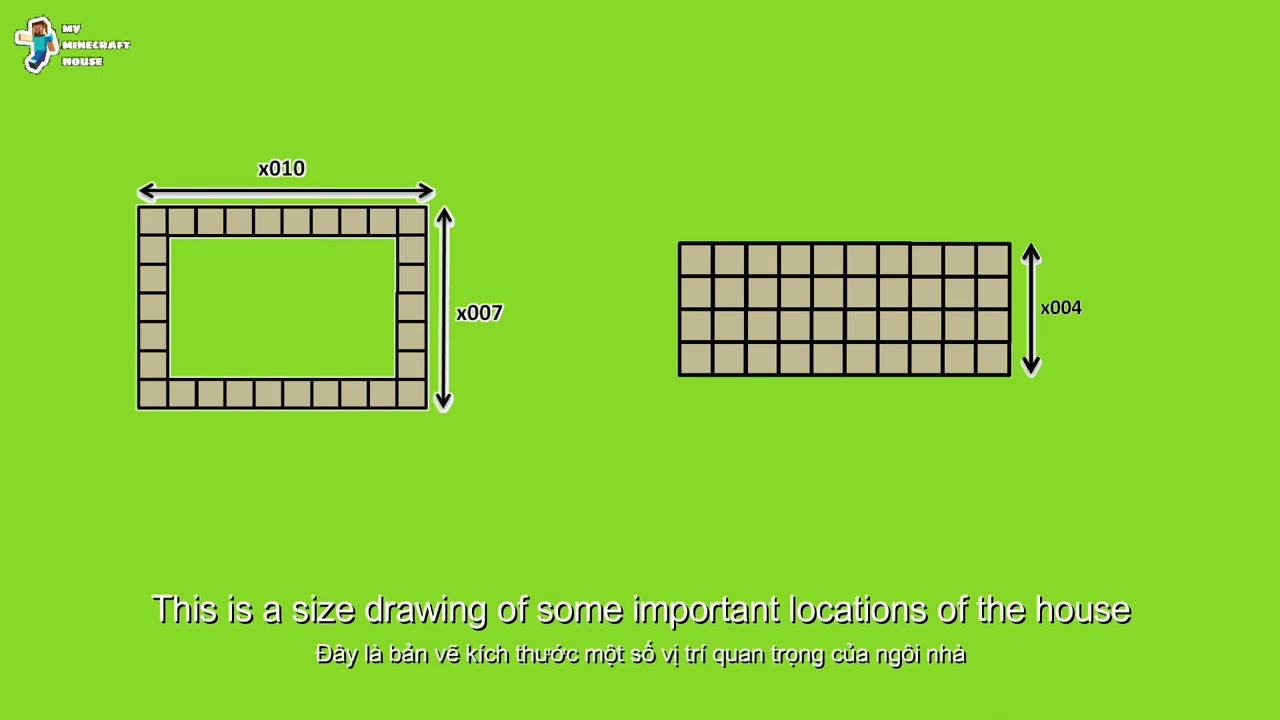 MY
MINECRAFT
HOUSE
x010
x007
x004
This is a size drawing of some important locations of the house
Đây là bản vẽ kích thước một số vị trí quan trọng của ngôi nhà